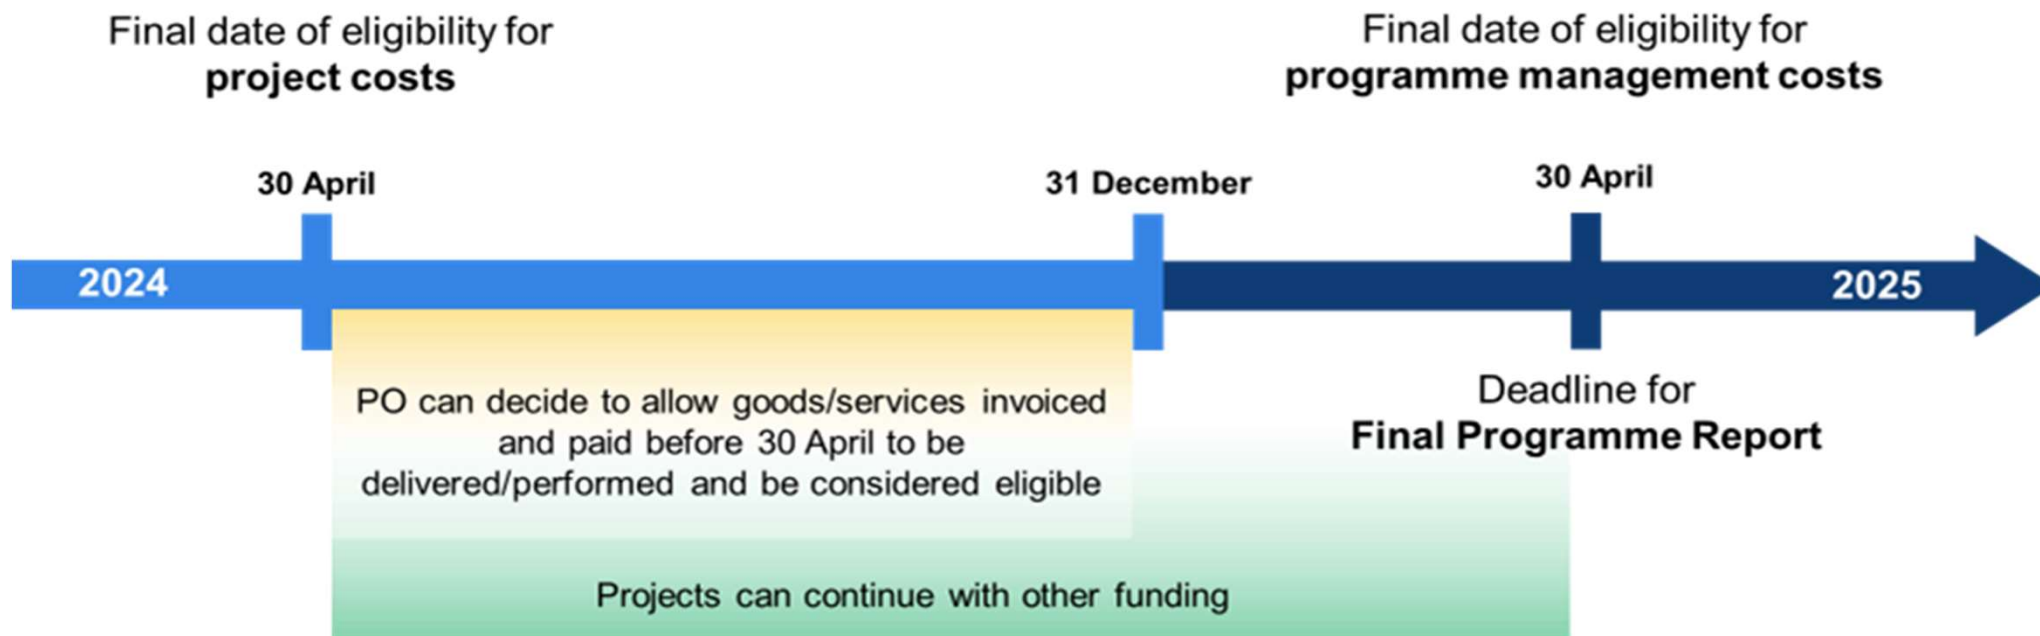 Final date of eligibility for
project costs
Final date of eligibility for
programme management costs
30 April
31 December
30 April
2024
2025
PO can decide to allow goods/services invoiced
and paid before 30 April to be
delivered/performed and be considered eligible
Deadline for
Final Programme Report
Projects can continue with other funding